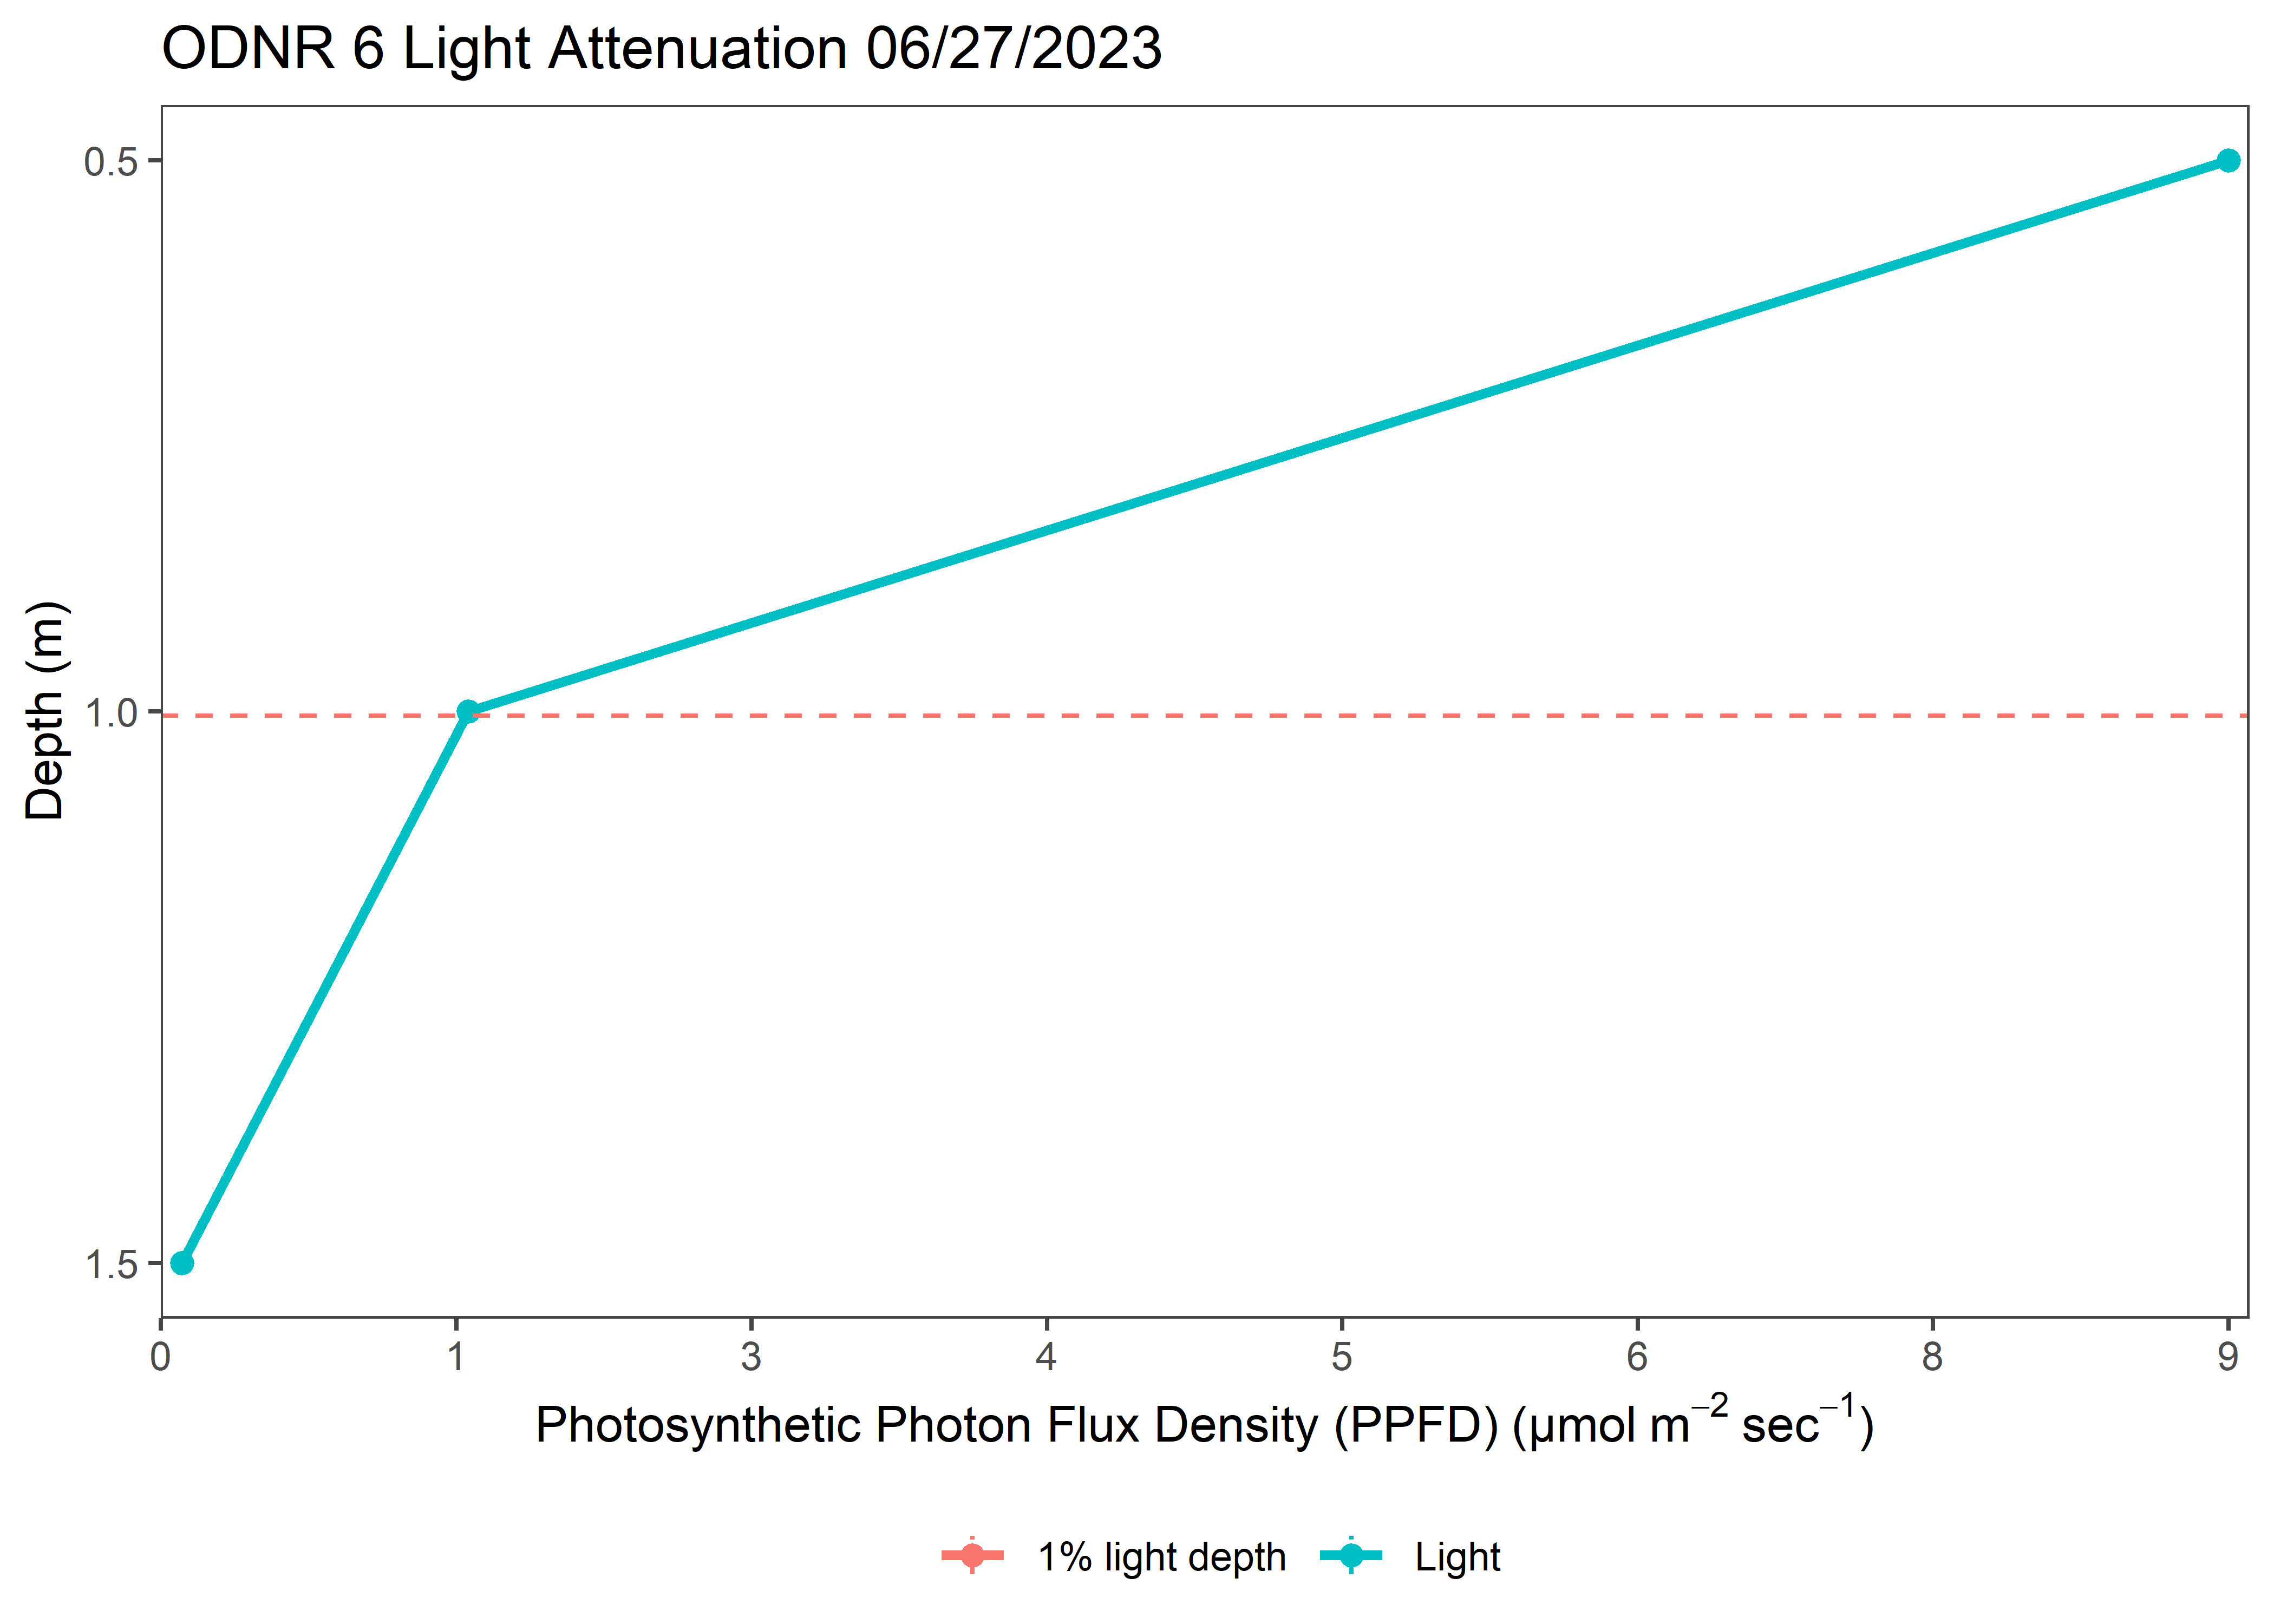 ODNR 6 Light Attenuation 06/27/2023
Depth (m)
0.5
1.0
1.5
0 1 3 4 5 6 8 9
Photosynthetic Photon Flux Density (PPFD) (µmol m⁻² sec⁻¹)
1% light depth Light